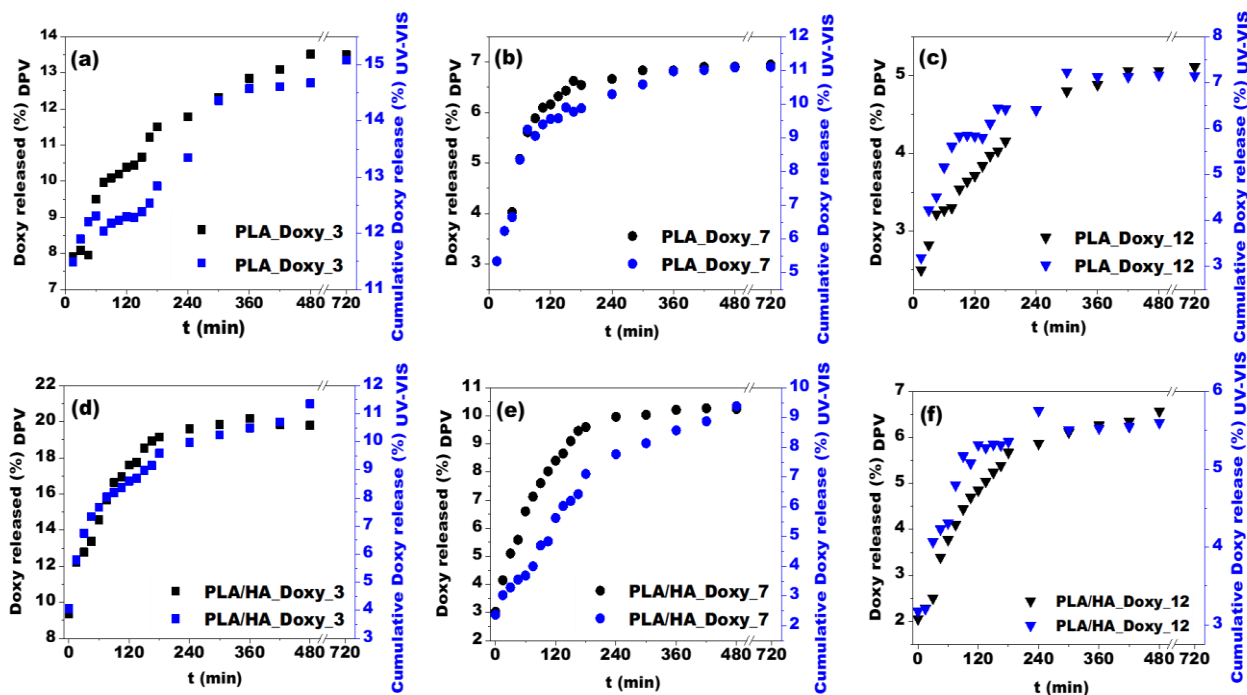 (a)
14
13
12
11
10
9
8
7
Doxy released (%) DPV
15
14
13
12
11
Cumulative Doxy release (%) UV-VIS
PLA_Doxy_3
PLA_Doxy_3
0 120 240 360 480 720
t (min)
(b)
7
6
5
4
3
Doxy released (%) DPV
12
11
10
9
8
7
6
5
Cumulative Doxy release (%) UV-VIS
PLA_Doxy_7
PLA_Doxy_7
0 120 240 360 480 720
t (min)
(c)
5
4
3
Doxy released (%) DPV
8
7
6
5
4
3
Cumulative Doxy release (%) UV-VIS
PLA_Doxy_12
PLA_Doxy_12
0 120 240 360 480 720
t (min)
(d)
22
20
18
16
14
12
10
8
Doxy released (%) DPV
12
11
10
9
8
7
6
5
4
3
Cumulative Doxy release (%) UV-VIS
PLA/HA_Doxy_3
PLA/HA_Doxy_3
0 120 240 360 480 720
t (min)
(e)
11
10
9
8
7
6
5
4
3
2
Doxy released (%) DPV
10
9
8
7
6
5
4
3
2
Cumulative Doxy release (%) UV-VIS
PLA/HA_Doxy_7
PLA/HA_Doxy_7
0 120 240 360 480 720
t (min)
(f)
7
6
5
4
3
2
Doxy released (%) DPV
6
5
4
3
Cumulative Doxy release (%) UV-VIS
PLA/HA_Doxy_12
PLA/HA_Doxy_12
0 120 240 360 480 720
t (min)